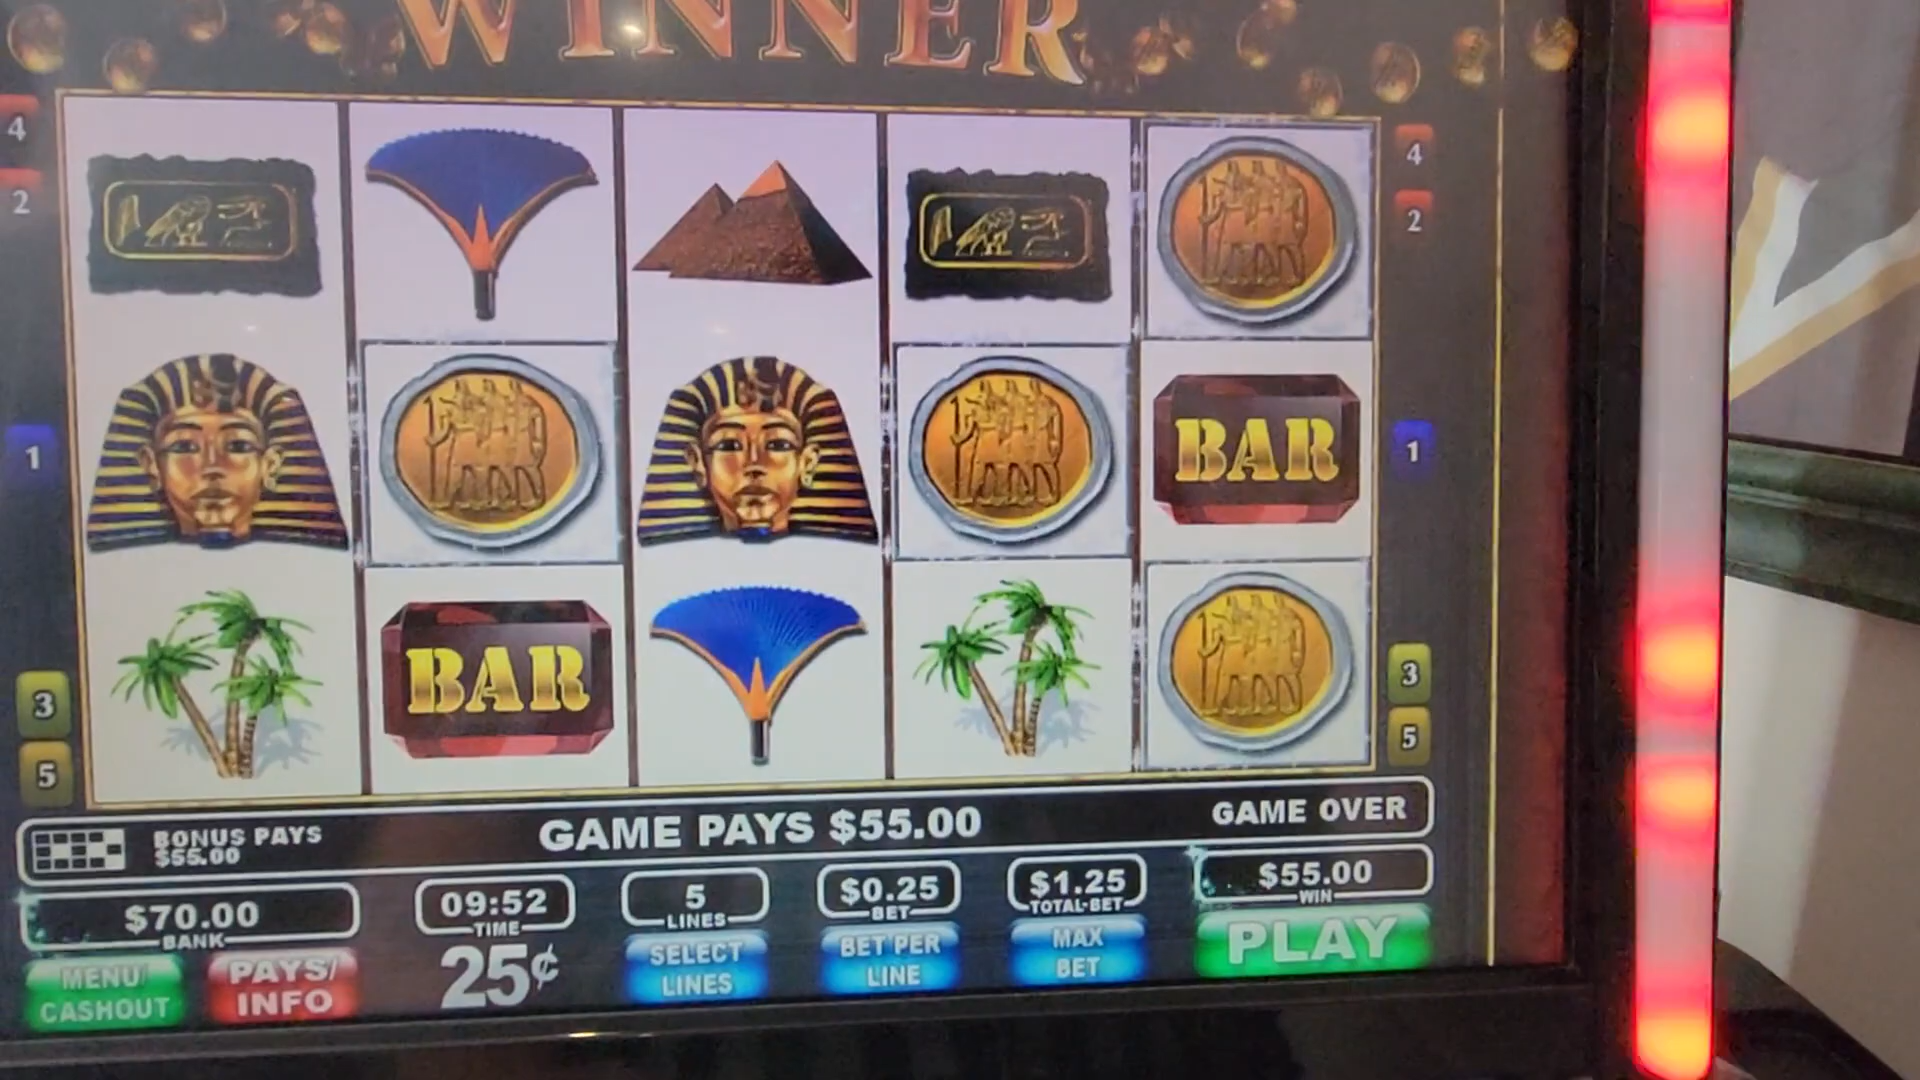 WINNER
4
4
2
2
1
BAR
1
BAR
3
3
5
5
BONUS PAYS
$55.00
GAME PAYS $55.00
GAME OVER
$70.00
BANK
09:52
TIME
5
LINES
$0.25
BET
$1.25
TOTAL BET
$55.00
WIN
MENU/
CASHOUT
PAYS/
INFO
25¢
SELECT
LINES
BET PER
LINE
MAX
BET
PLAY